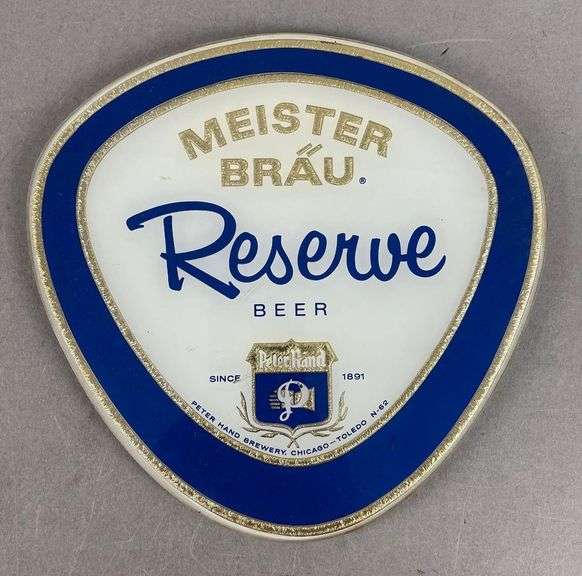 MEISTER
BRÄU®
Reserve
BEER
Peter Hand
SINCE 1891
PETER HAND BREWERY, CHICAGO—TOLEDO N-62